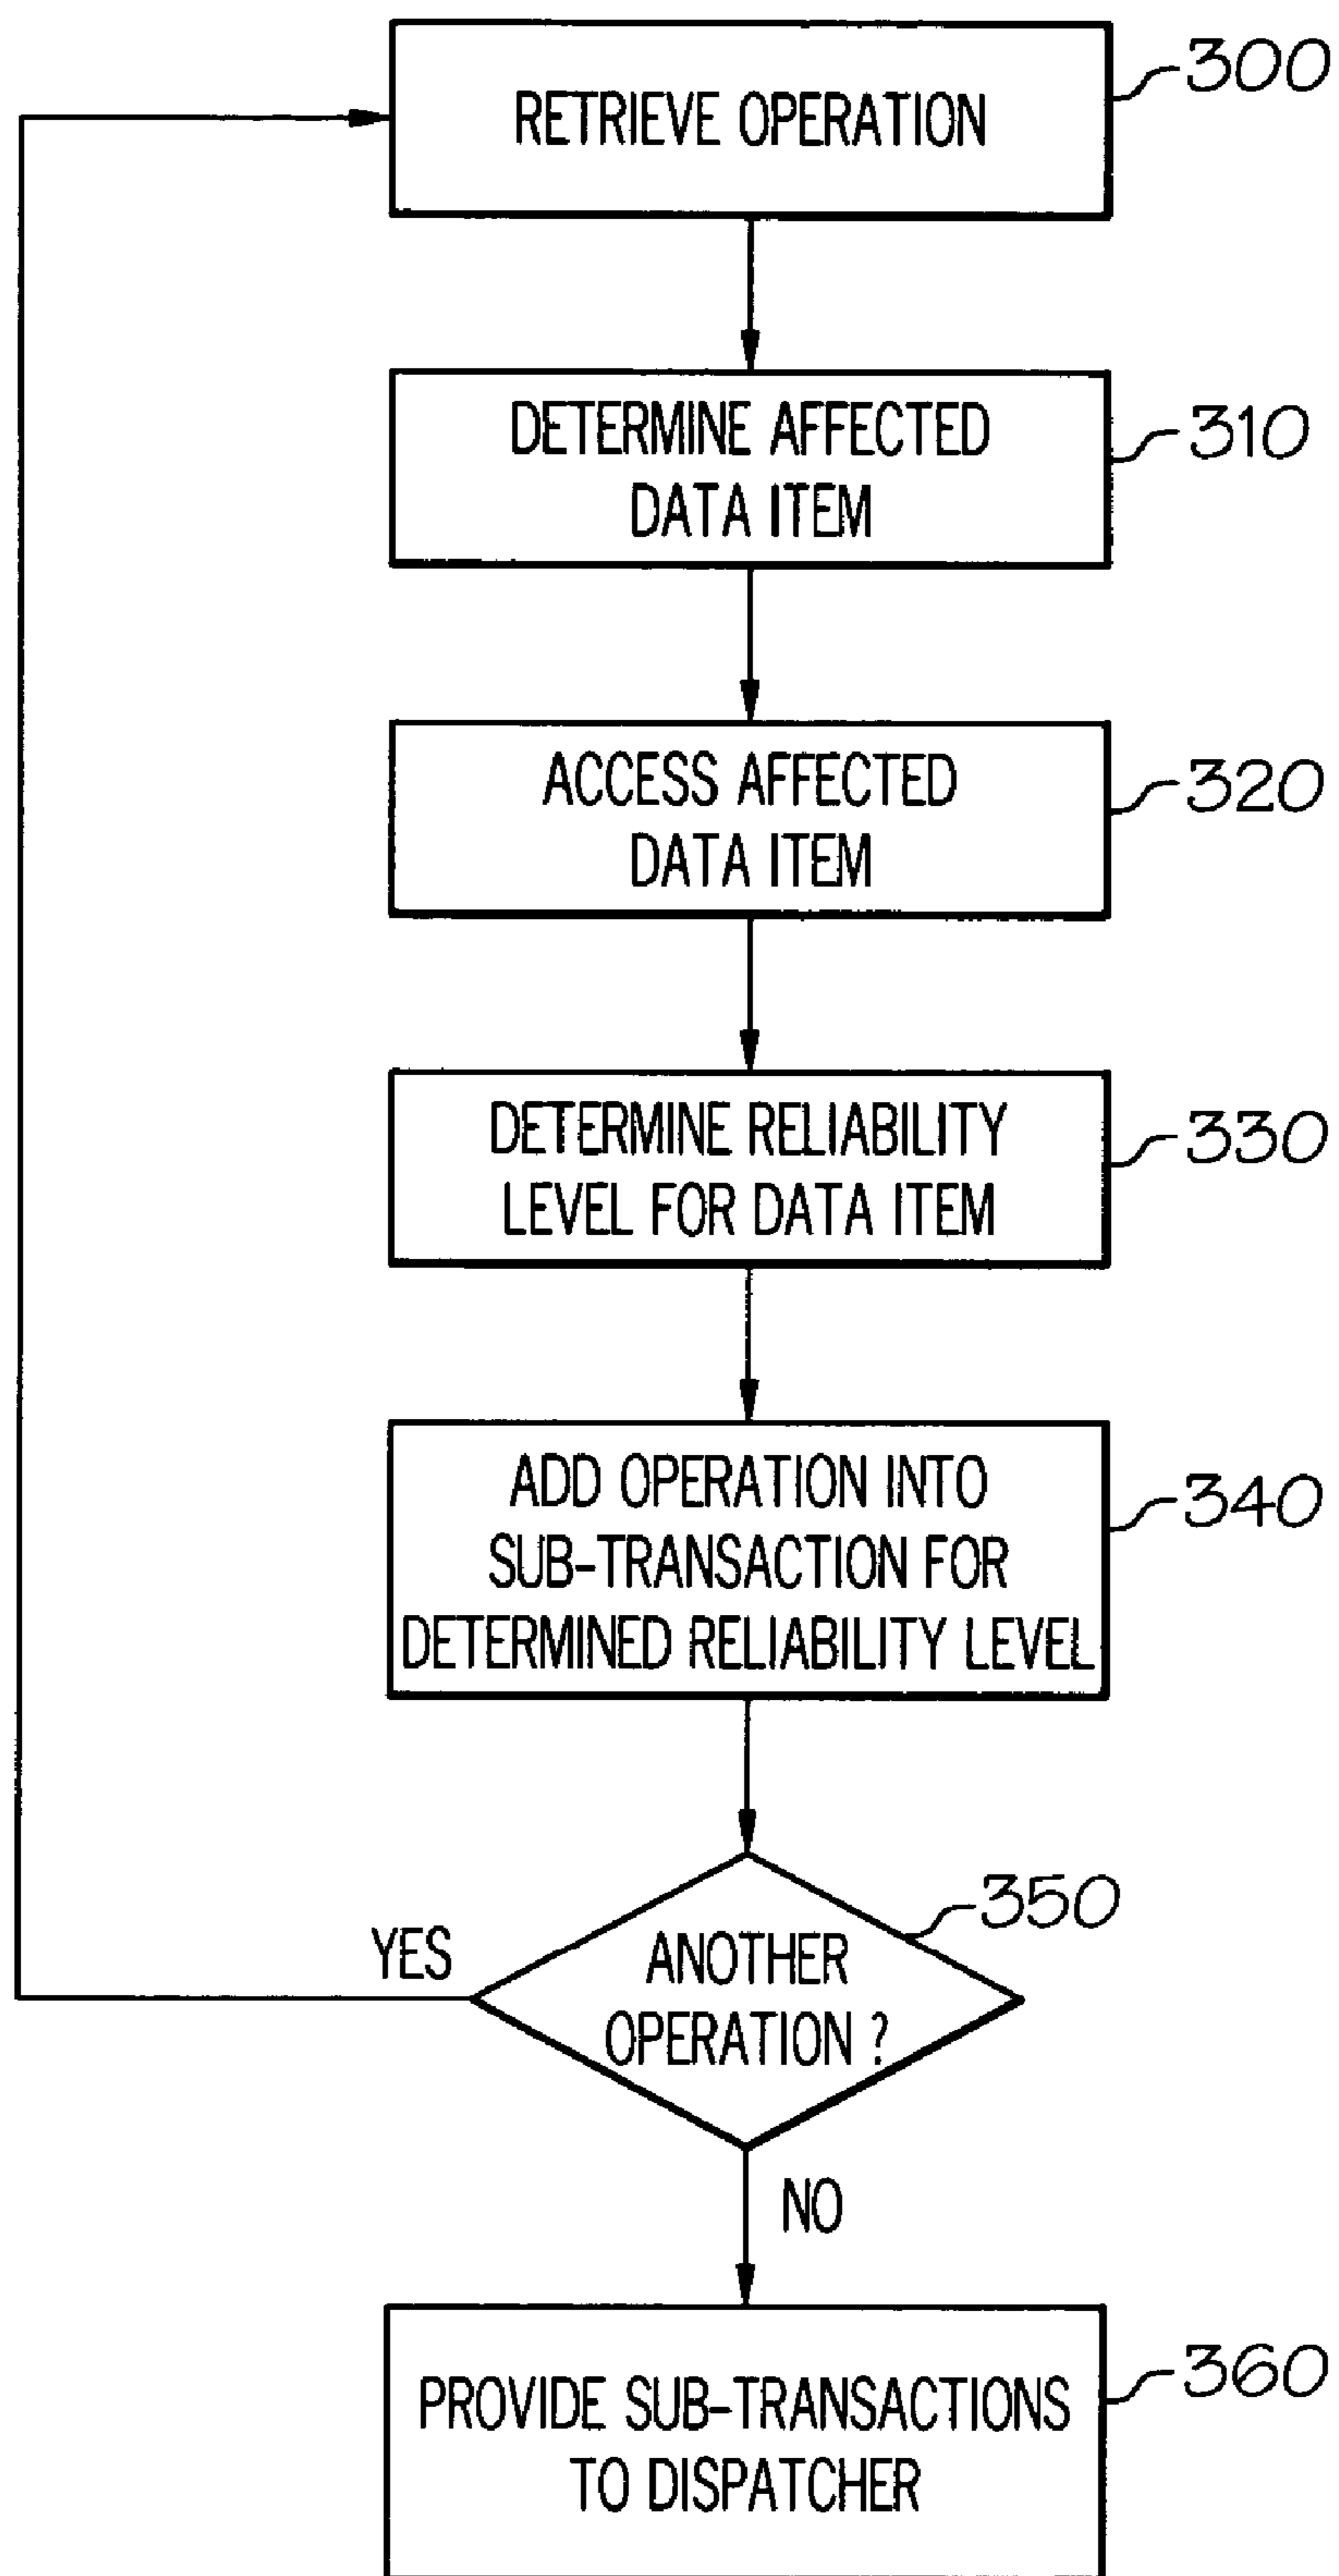 RETRIEVE OPERATION
300
DETERMINE AFFECTED
DATA ITEM
310
ACCESS AFFECTED
DATA ITEM
320
DETERMINE RELIABILITY
LEVEL FOR DATA ITEM
330
ADD OPERATION INTO
SUB-TRANSACTION FOR
DETERMINED RELIABILITY LEVEL
340
350
YES
ANOTHER
OPERATION ?
NO
PROVIDE SUB-TRANSACTIONS
TO DISPATCHER
360